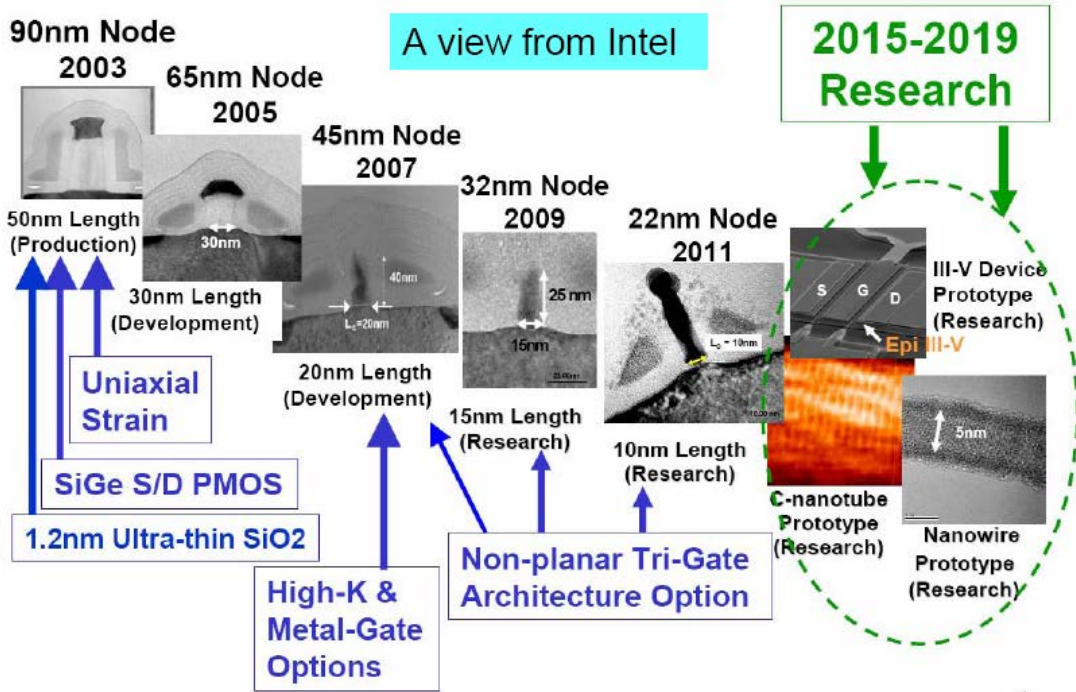 A view from Intel
90nm Node
2003
50nm Length
(Production)
65nm Node
2005
30nm
30nm Length
(Development)
45nm Node
2007
40nm
LG=20nm
20nm Length
(Development)
32nm Node
2009
25 nm
15nm
15nm Length
(Research)
22nm Node
2011
LG = 10nm
10nm Length
(Research)
2015-2019
Research
S G D
III-V Device
Prototype
(Research)
Epi III-V
C-nanotube
Prototype
(Research)
5nm
Nanowire
Prototype
(Research)
Uniaxial
Strain
SiGe S/D PMOS
1.2nm Ultra-thin SiO2
High-K &
Metal-Gate
Options
Non-planar Tri-Gate
Architecture Option